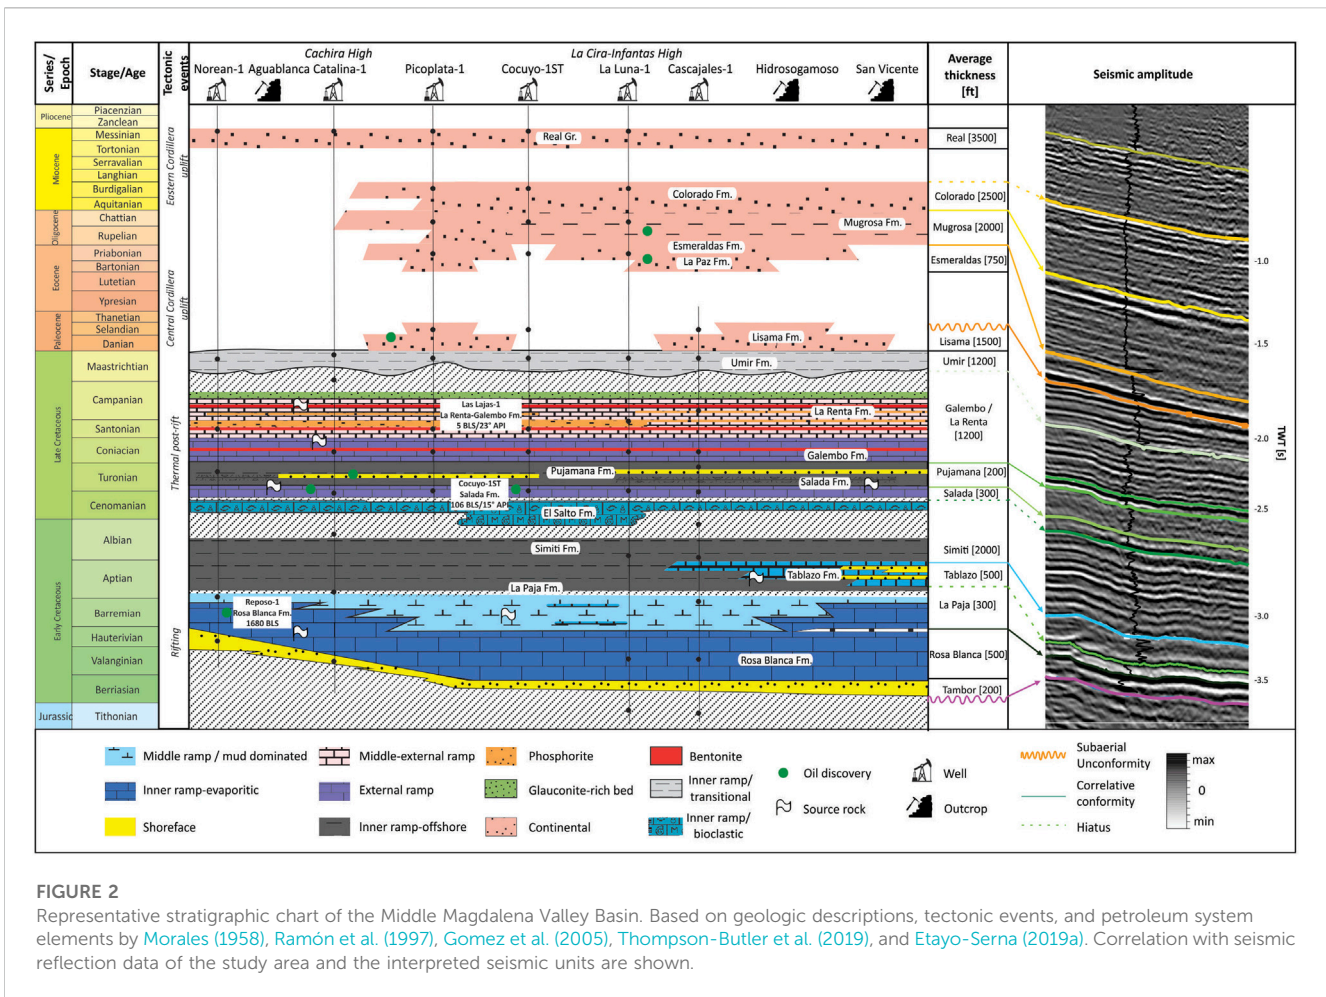 Series/
Epoch
Stage/Age
Tectonic
events
Cachira High
La Cira-Infantas High
Norean-1
Aguablanca
Catalina-1
Picoplata-1
Cocuyo-1ST
La Luna-1
Cascajales-1
Hidrosogamoso
San Vicente
Average
thickness
[ft]
Seismic amplitude
Pliocene
Miocene
Oligocene
Eocene
Paleocene
Late Cretaceous
Early Cretaceous
Jurassic
Piacenzian
Zanclean
Messinian
Tortonian
Serravalian
Langhian
Burdigalian
Aquitanian
Chattian
Rupelian
Priabonian
Bartonian
Lutetian
Ypresian
Thanetian
Selandian
Danian
Maastrichtian
Campanian
Santonian
Coniacian
Turonian
Cenomanian
Albian
Aptian
Barremian
Hauterivian
Valanginian
Berriasian
Tithonian
Eastern Cordillera
uplift
Central Cordillera
uplift
Thermal post-rift
Rifting
Real Gr.
Colorado Fm.
Mugrosa Fm.
Esmeraldas Fm.
La Paz Fm.
Lisama Fm.
Umir Fm.
Las Lajas-1
La Renta-Galembo Fm.
5 BLS/23° API
La Renta Fm.
Galembo Fm.
Pujamana Fm.
Cocuyo-1ST
Salada Fm.
106 BLS/15° API
Salada Fm.
El Salto Fm.
Simiti Fm.
Tablazo Fm.
La Paja Fm.
Reposo-1
Rosa Blanca Fm.
1680 BLS
Rosa Blanca Fm.
Real [3500]
Colorado [2500]
Mugrosa [2000]
Esmeraldas [750]
Lisama [1500]
Umir [1200]
Galembo /
La Renta
[1200]
Pujamana [200]
Salada [300]
Simiti [2000]
Tablazo [500]
La Paja [300]
Rosa Blanca [500]
Tambor [200]
-1.0
-1.5
-2.0
-2.5
-3.0
-3.5
TWT [s]
Middle ramp / mud dominated
Inner ramp-evaporitic
Shoreface
Middle-external ramp
External ramp
Inner ramp-offshore
Phosphorite
Glauconite-rich bed
Continental
Bentonite
Inner ramp/
transitional
Inner ramp/
bioclastic
Oil discovery
Source rock
Well
Outcrop
Subaerial
Unconformity
Correlative
conformity
Hiatus
max
0
min
FIGURE 2
Representative stratigraphic chart of the Middle Magdalena Valley Basin. Based on geologic descriptions, tectonic events, and petroleum system
elements by Morales (1958), Ramón et al. (1997), Gomez et al. (2005), Thompson-Butler et al. (2019), and Etayo-Serna (2019a). Correlation with seismic
reflection data of the study area and the interpreted seismic units are shown.